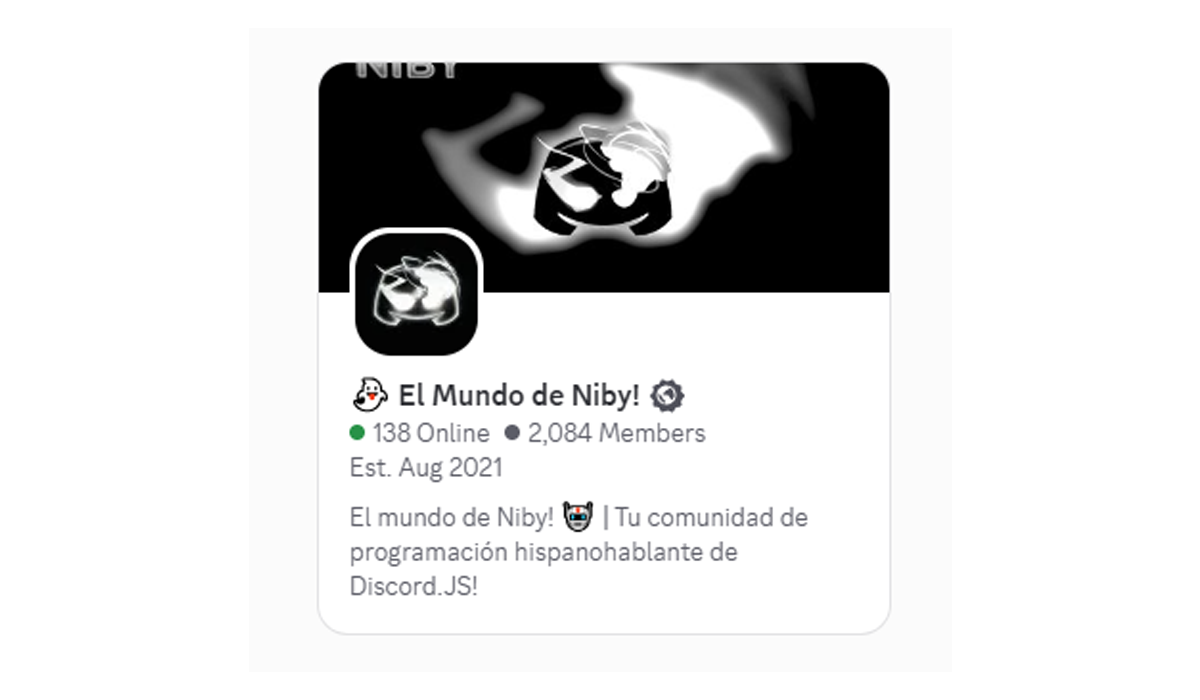 NIBY
👻 El Mundo de Niby!
138 Online 2,084 Members
Est. Aug 2021
El mundo de Niby! 🤖 | Tu comunidad de
programación hispanohablante de
Discord.JS!